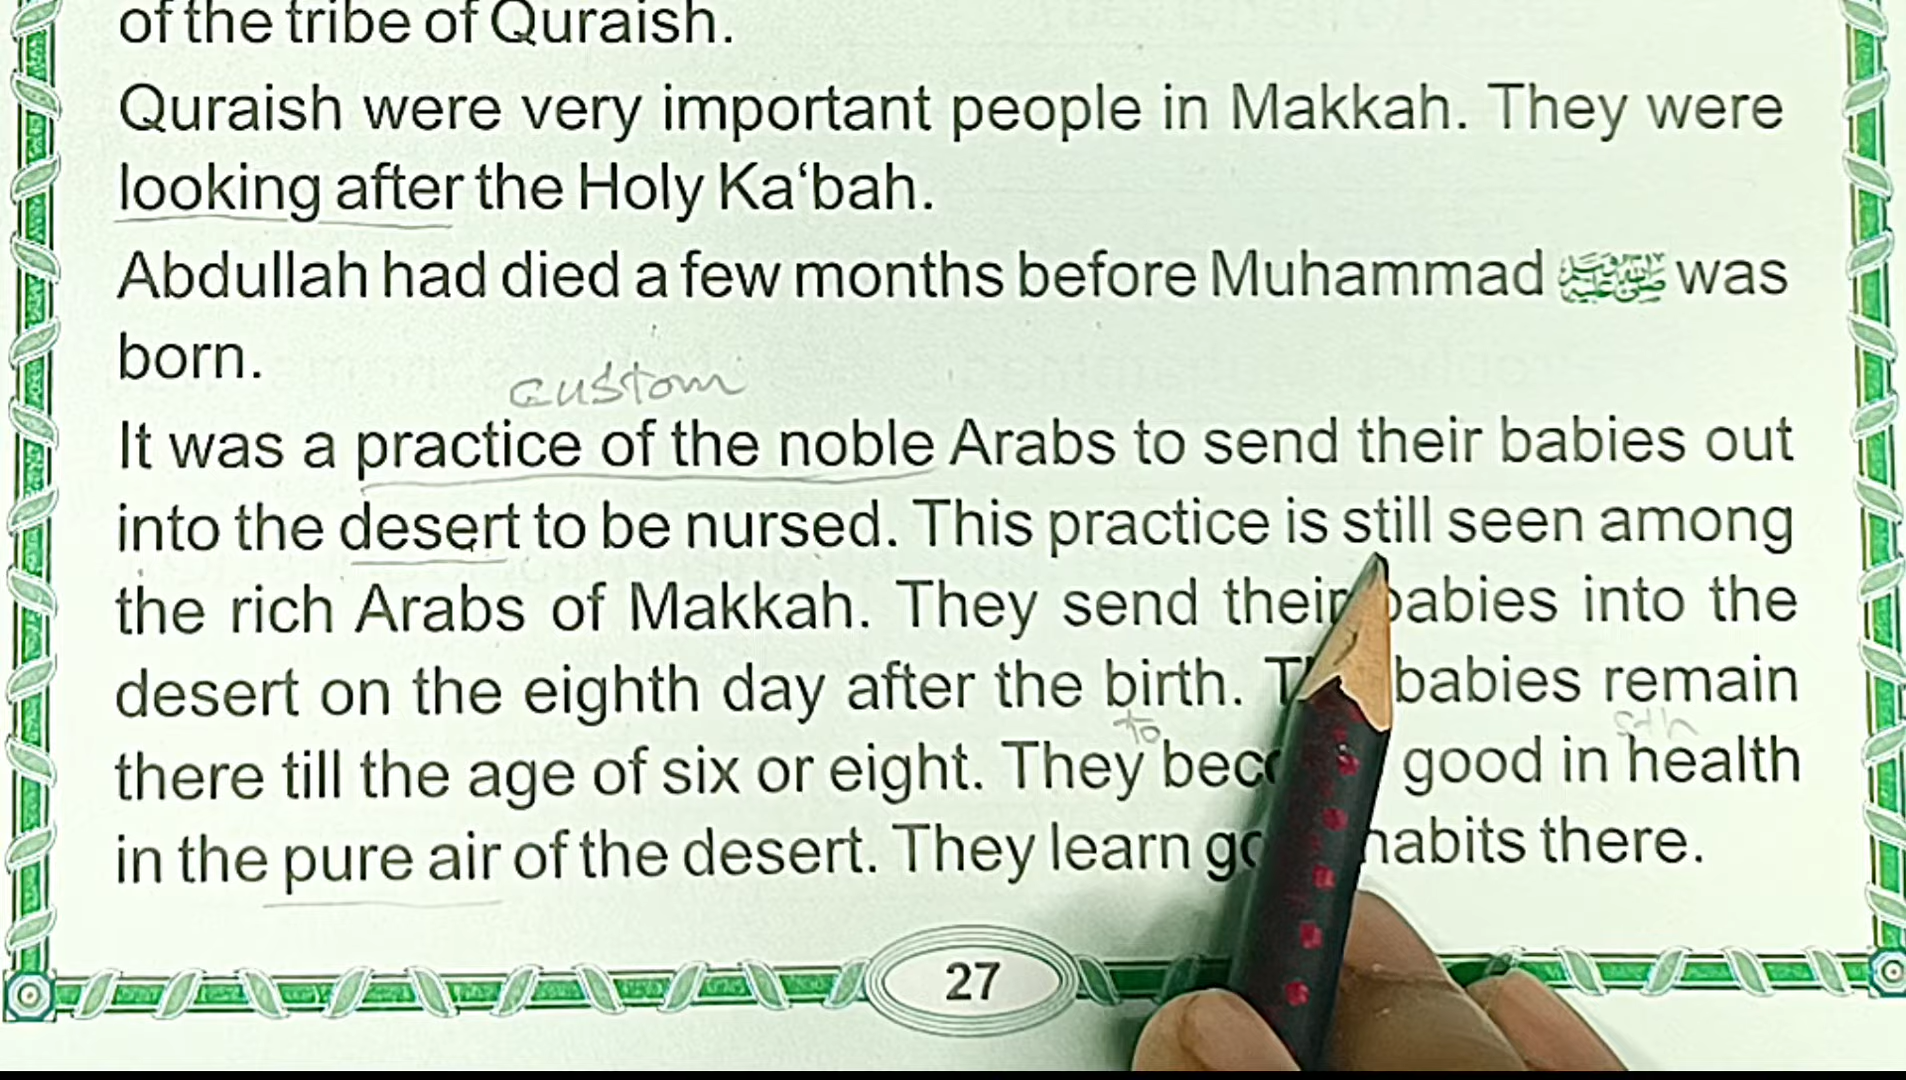 of the tribe of Quraish.
Quraish were very important people in Makkah. They were
looking after the Holy Ka‘bah.
Abdullah had died a few months before Muhammad ﷺ was
born.
custom
It was a practice of the noble Arabs to send their babies out
into the desert to be nursed. This practice is still seen among
the rich Arabs of Makkah. They send their babies into the
desert on the eighth day after the birth. babies remain
to
there till the age of six or eight. They good in health
in the pure air of the desert. They learn habits there.
27